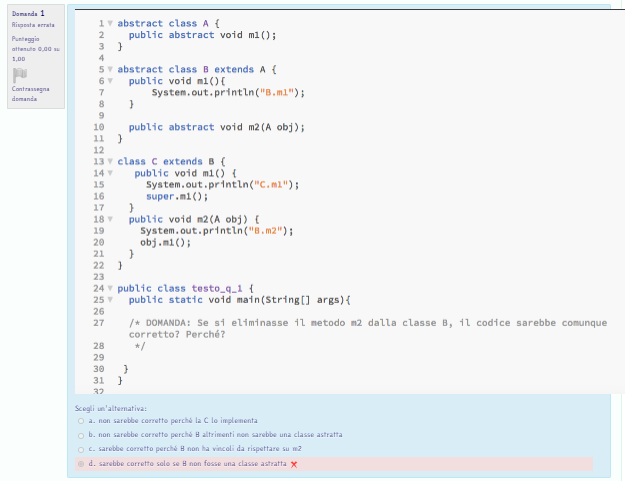 Domanda 1
Risposta errata
Punteggio
ottenuto 0,00 su
1,00
Contrassegna
domanda
1 abstract class A {
2 public abstract void m1();
3 }
4
5 abstract class B extends A {
6 public void m1(){
7 System.out.println("B.m1");
8 }
9
10 public abstract void m2(A obj);
11 }
12
13 class C extends B {
14 public void m1() {
15 System.out.println("C.m1");
16 super.m1();
17 }
18 public void m2(A obj) {
19 System.out.println("B.m2");
20 obj.m1();
21 }
22 }
23
24 public class testo_q_1 {
25 public static void main(String[] args){
26
27 /* DOMANDA: Se si eliminasse il metodo m2 dalla classe B, il codice sarebbe comunque
corretto? Perché?
28 */
29
30 }
31 }
32
Scegli un'alternativa:
a. non sarebbe corretto perché la C lo implementa
b. non sarebbe corretto perché B altrimenti non sarebbe una classe astratta
c. sarebbe corretto perché B non ha vincoli da rispettare su m2
d. sarebbe corretto solo se B non fosse una classe astratta